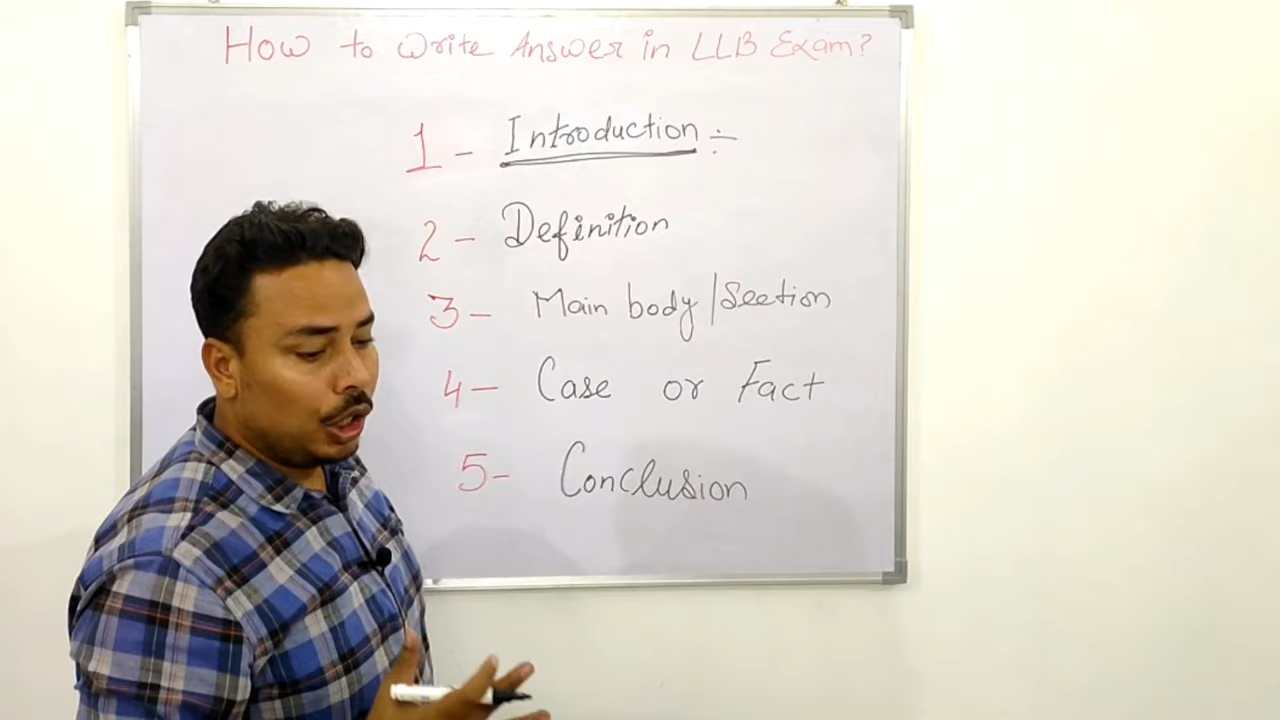 How to Write Answer in LLB Exam?
1 - Introduction ÷
2 - Definition
3 - Main body/Section
4 - Case or Fact
5 - Conclusion